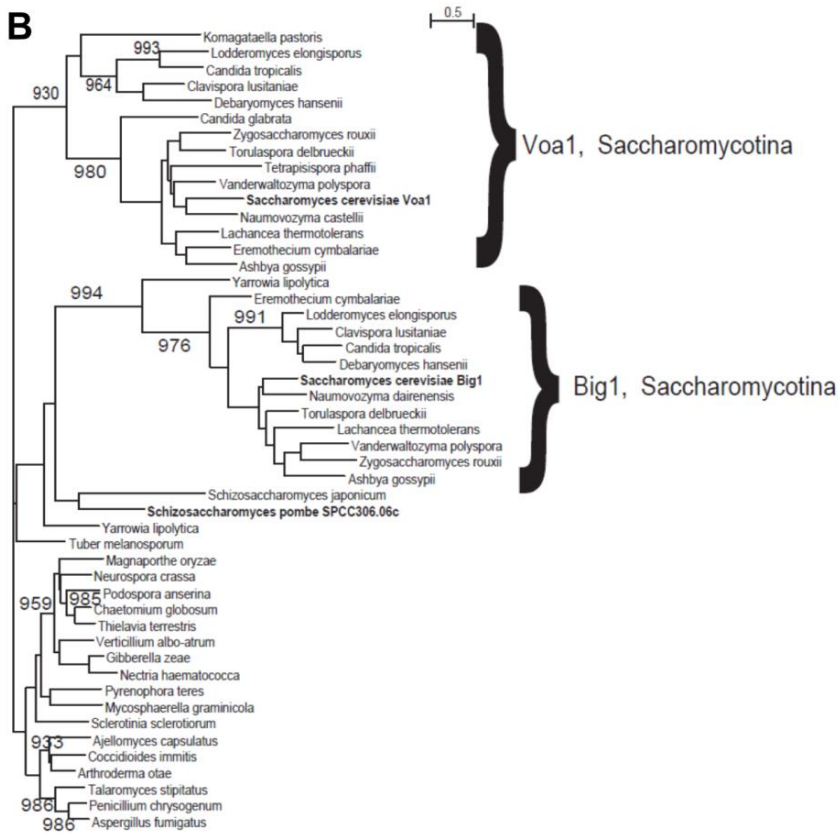 B
0.5
Komagataella pastoris
993
Lodderomyces elongisporus
Candida tropicalis
964
Clavispora lusitaniae
930
Debaryomyces hansenii
Candida glabrata
Zygosaccharomyces rouxii
Voa1, Saccharomycotina
Torulaspora delbrueckii
Tetrapisispora phaffii
980
Vanderwaltozyma polyspora
Saccharomyces cerevisiae Voa1
Naumovozyma castellii
Lachancea thermotolerans
Eremothecium cymbalariae
Ashbya gossypii
Yarrowia lipolytica
994
Eremothecium cymbalariae
991
Lodderomyces elongisporus
Clavispora lusitaniae
976
Candida tropicalis
Debaryomyces hansenii
Saccharomyces cerevisiae Big1
Big1, Saccharomycotina
Naumovozyma dairenensis
Torulaspora delbrueckii
Lachancea thermotolerans
Vanderwaltozyma polyspora
Zygosaccharomyces rouxii
Ashbya gossypii
Schizosaccharomyces japonicum
Schizosaccharomyces pombe SPCC306.06c
Yarrowia lipolytica
Tuber melanosporum
Magnaporthe oryzae
Neurospora crassa
985
Podospora anserina
959
Chaetomium globosum
Thielavia terrestris
Verticillium albo-atrum
Gibberella zeae
Nectria haematococca
Pyrenophora teres
Mycosphaerella graminicola
Sclerotinia sclerotiorum
933
Ajellomyces capsulatus
Coccidioides immitis
Arthroderma otae
Talaromyces stipitatus
986
Penicillium chrysogenum
986
Aspergillus fumigatus